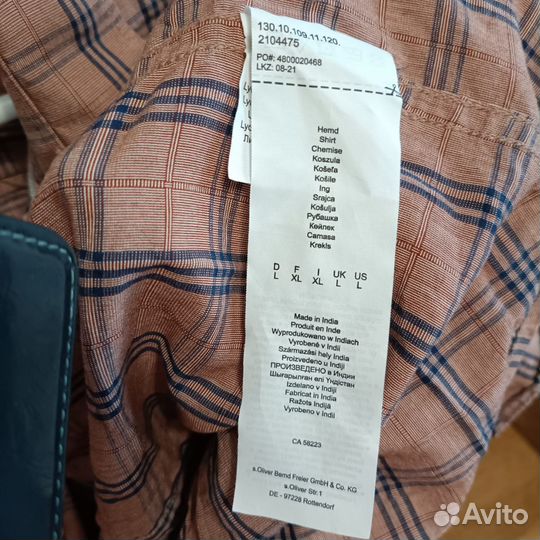 130.10.109.11.120.
2104475
PO#: 4800020468
LKZ: 08-21
Hemd
Shirt
Chemise
Koszula
Košeľa
Košile
Ing
Srajca
Košulja
Рубашка
Кейлек
Camasa
Krekls
D F I UK US
L XL XL L L
Made in India
Produit en Inde
Wyprodukowano w Indiach
Vyrobené v Indii
Származási hely India
Proizvedeno u Indiji
ПРОИЗВЕДЕНО в Индии
Шығарылған елі Үндістан
Izdelano v Indiji
Fabricat in India
Ražots Indijā
Vyrobeno v Indii
CA 58223
s.Oliver Bernd Freier GmbH & Co. KG
s.Oliver Str.1
DE - 97228 Rottendorf
Avito